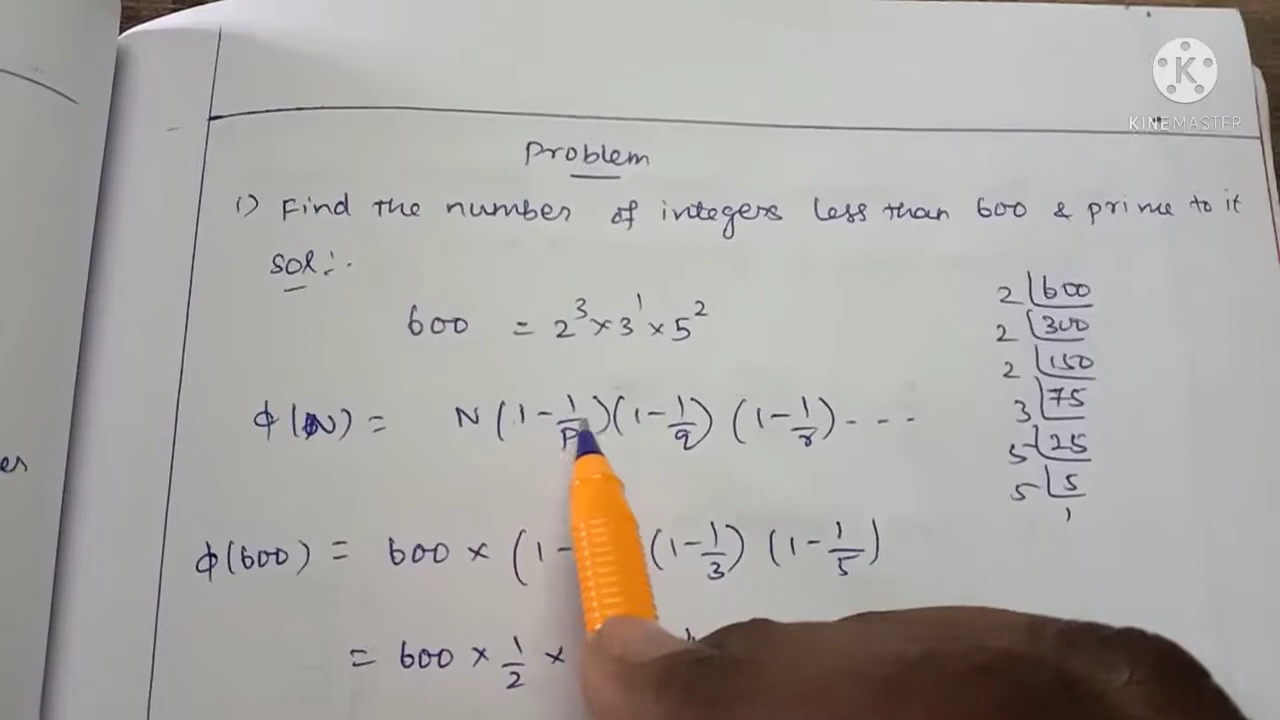 KINEMASTER
Problem
1) Find the number of integers less than 600 & prime to it
Sol:-
600 = 2³ × 3¹ × 5²
2 | 600
2 | 300
2 | 150
3 | 75
5 | 25
5 | 5
1
ϕ(N) = N (1 - 1/p) (1 - 1/q) (1 - 1/r) - - -
er
ϕ(600) = 600 × (1 - (1 - 1/3) (1 - 1/5)
= 600 × 1/2 ×